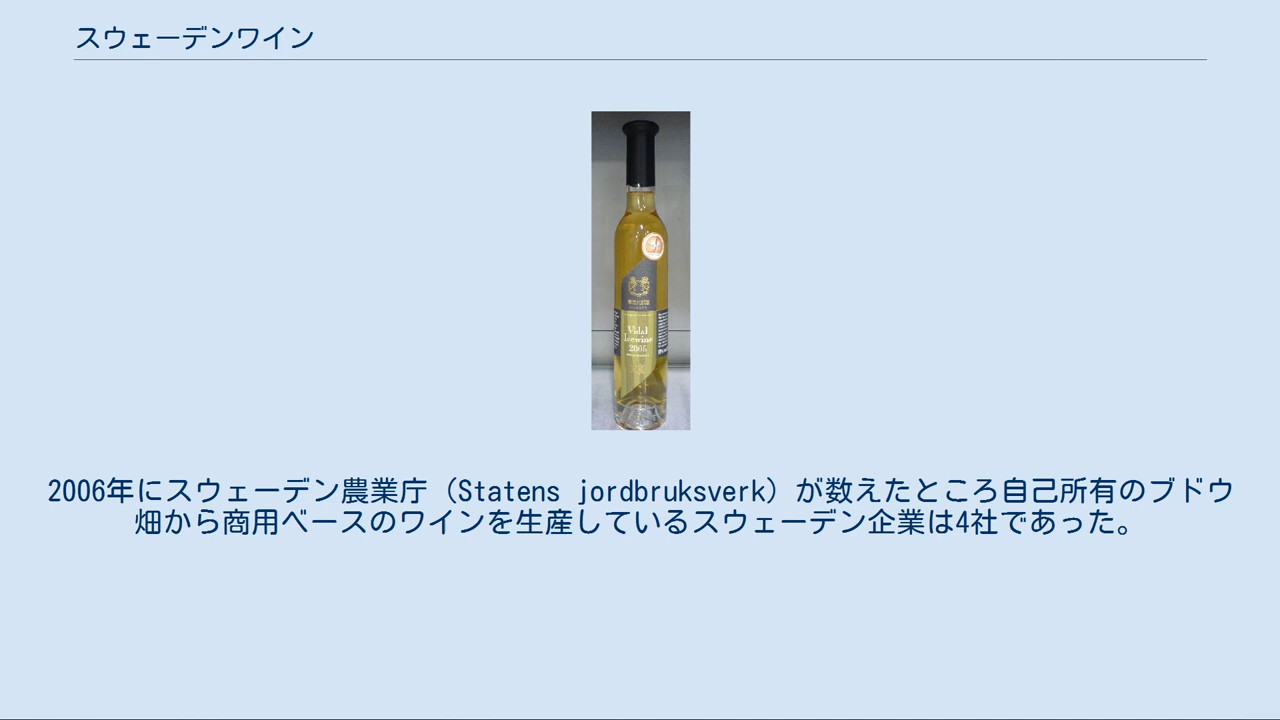 スウェーデンワイン
Vidal
Icewine
2005
2006年にスウェーデン農業庁（Statens jordbruksverk）が数えたところ自己所有のブドウ
畑から商用ベースのワインを生産しているスウェーデン企業は4社であった。